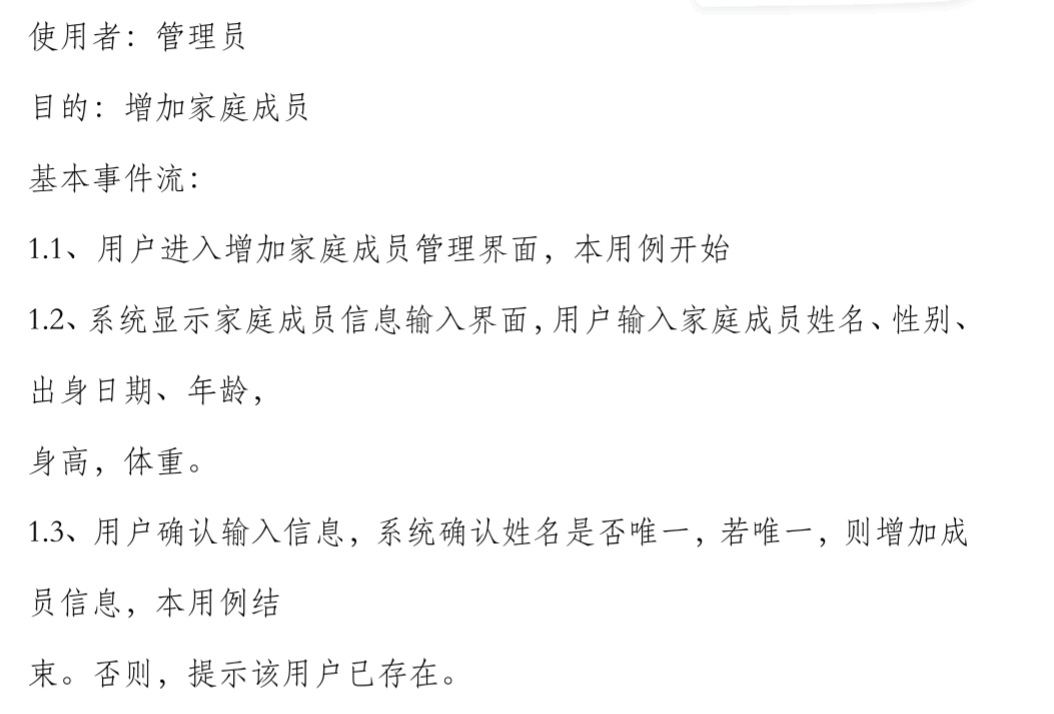 使用者：管理员
目的：增加家庭成员
基本事件流：
1.1、用户进入增加家庭成员管理界面，本用例开始
1.2、系统显示家庭成员信息输入界面，用户输入家庭成员姓名、性别、
出身日期、年龄，
身高，体重。
1.3、用户确认输入信息，系统确认姓名是否唯一，若唯一，则增加成
员信息，本用例结
束。否则，提示该用户已存在。